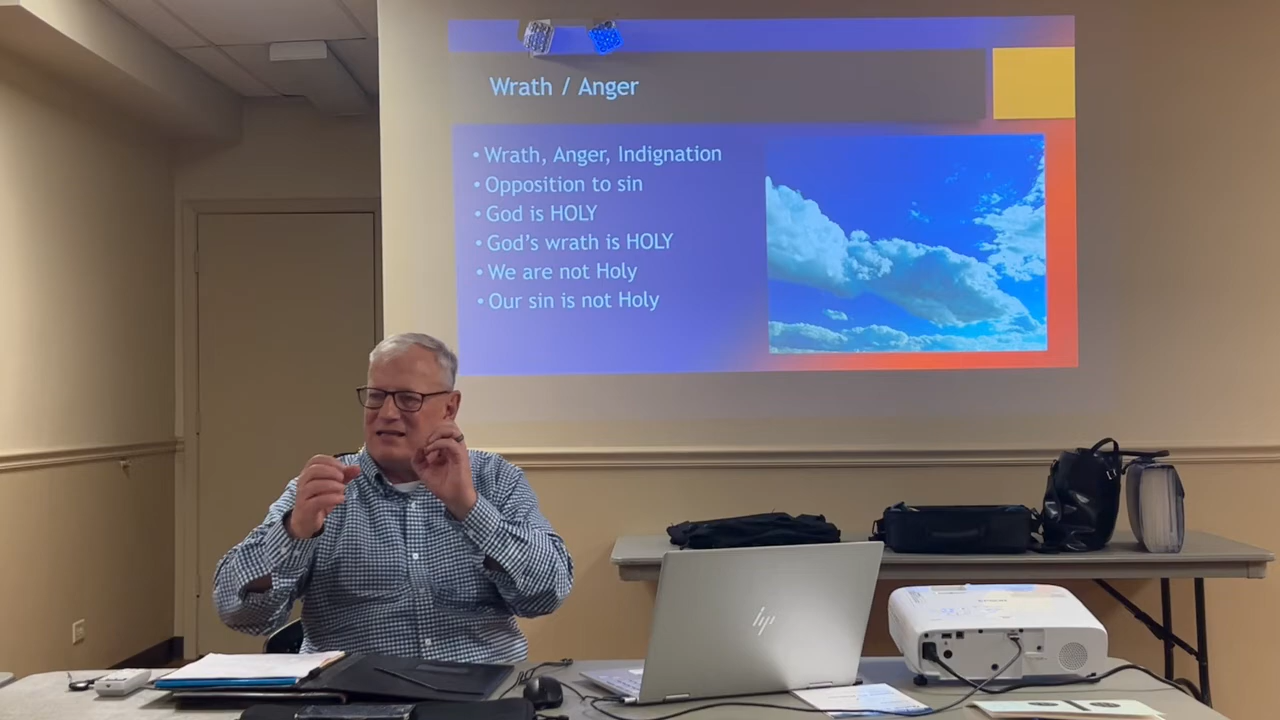 Wrath / Anger
• Wrath, Anger, Indignation
• Opposition to sin
• God is HOLY
• God's wrath is HOLY
• We are not Holy
• Our sin is not Holy
hp